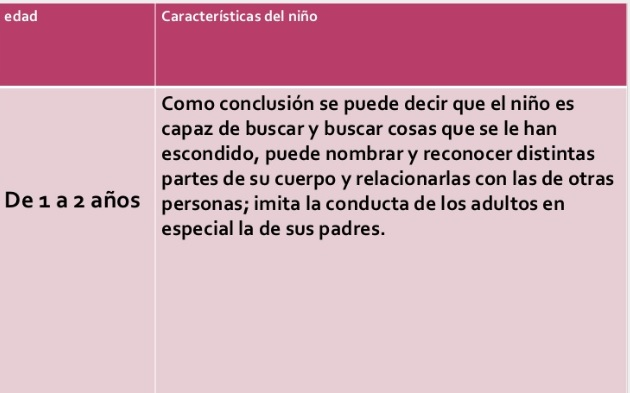 edad
Características del niño
De 1 a 2 años
Como conclusión se puede decir que el niño es
capaz de buscar y buscar cosas que se le han
escondido, puede nombrar y reconocer distintas
partes de su cuerpo y relacionarlas con las de otras
personas; imita la conducta de los adultos en
especial la de sus padres.